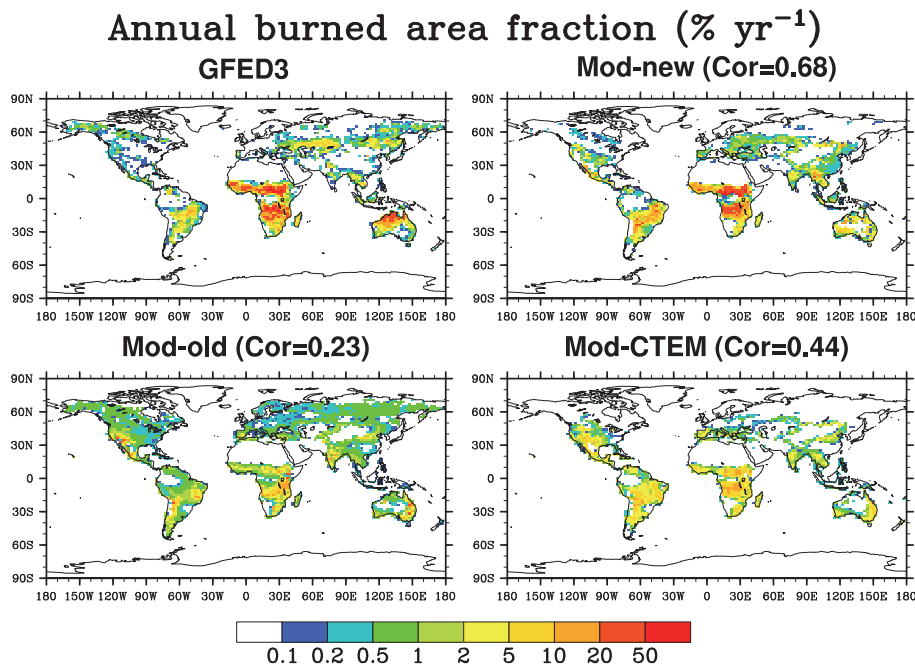 Annual burned area fraction (% yr⁻¹)
GFED3
Mod-new (Cor=0.68)
90N
60N
30N
0
30S
60S
90S
180 150W 120W 90W 60W 30W 0 30E 60E 90E 120E 150E 180
90N
60N
30N
0
30S
60S
90S
180 150W 120W 90W 60W 30W 0 30E 60E 90E 120E 150E 180
Mod-old (Cor=0.23)
Mod-CTEM (Cor=0.44)
90N
60N
30N
0
30S
60S
90S
180 150W 120W 90W 60W 30W 0 30E 60E 90E 120E 150E 180
90N
60N
30N
0
30S
60S
90S
180 150W 120W 90W 60W 30W 0 30E 60E 90E 120E 150E 180
0.1 0.2 0.5 1 2 5 10 20 50